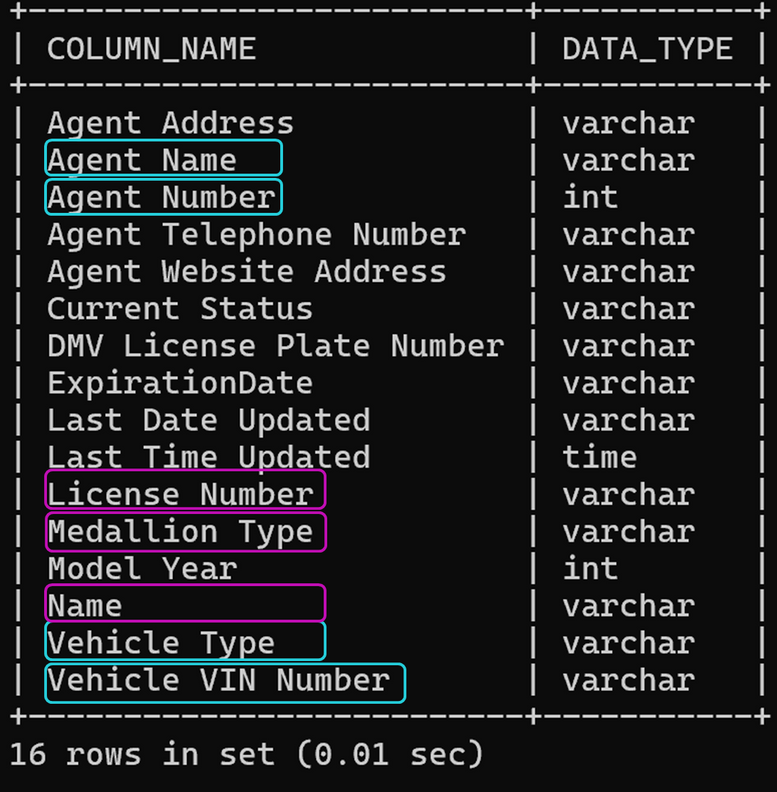 +---------------------------+------------+
| COLUMN_NAME               | DATA_TYPE  |
+---------------------------+------------+
| Agent Address             | varchar    |
| Agent Name                | varchar    |
| Agent Number              | int        |
| Agent Telephone Number    | varchar    |
| Agent Website Address     | varchar    |
| Current Status            | varchar    |
| DMV License Plate Number  | varchar    |
| ExpirationDate            | varchar    |
| Last Date Updated         | varchar    |
| Last Time Updated         | time       |
| License Number            | varchar    |
| Medallion Type            | varchar    |
| Model Year                | int        |
| Name                      | varchar    |
| Vehicle Type              | varchar    |
| Vehicle VIN Number        | varchar    |
+---------------------------+------------+
16 rows in set (0.01 sec)